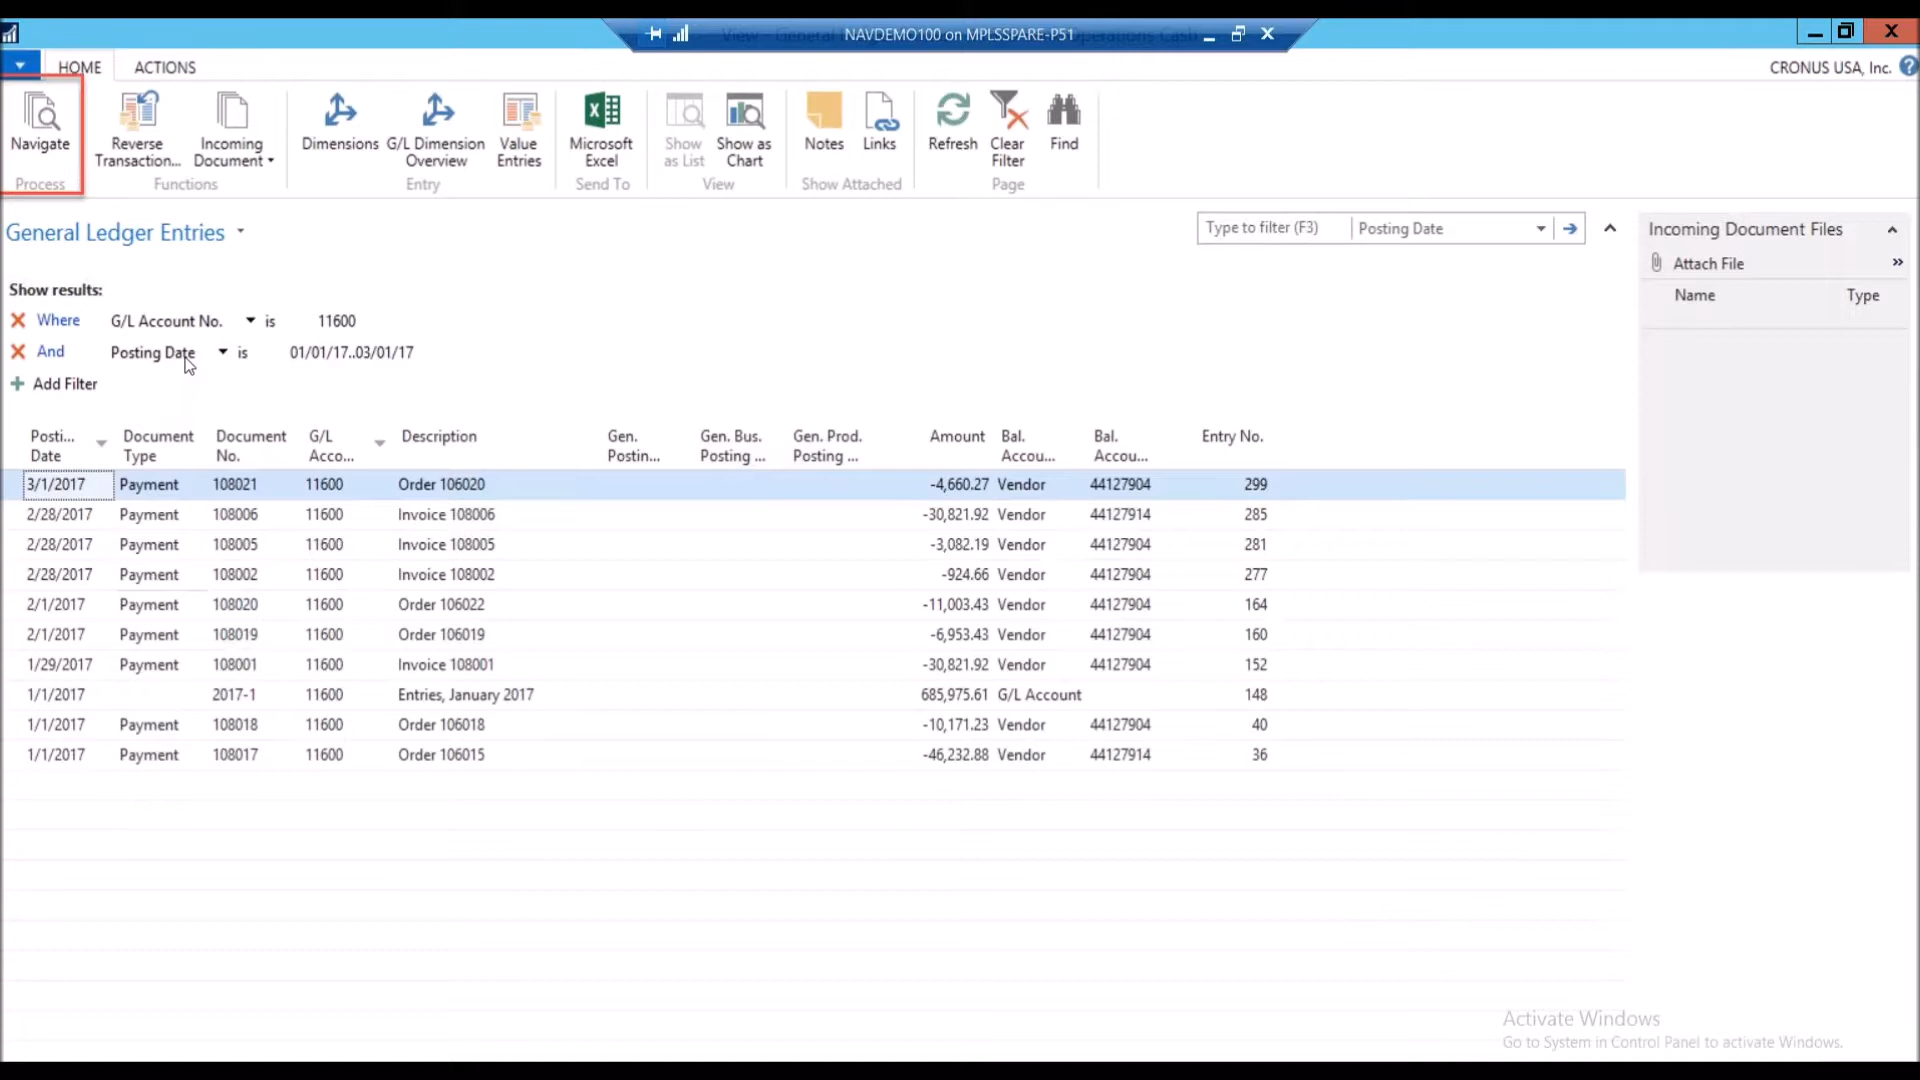 NAVDEMO100 on MPLSSPARE-P51
HOME ACTIONS
CRONUS USA, Inc.
Navigate
Reverse Transaction...
Incoming Document
Dimensions
G/L Dimension Overview
Value Entries
Microsoft Excel
Show as List
Show as Chart
Notes
Links
Refresh
Clear Filter
Find
Process
Functions
Entry
Send To
View
Show Attached
Page
General Ledger Entries
Type to filter (F3) Posting Date
Incoming Document Files
Attach File
Name Type
Show results:
Where G/L Account No. is 11600
And Posting Date is 01/01/17..03/01/17
Add Filter
Posti... Date
Document Type
Document No.
G/L Acco...
Description
Gen. Postin...
Gen. Bus. Posting ...
Gen. Prod. Posting ...
Amount
Bal. Accou...
Bal. Accou...
Entry No.
3/1/2017 Payment 108021 11600 Order 106020 -4,660.27 Vendor 44127904 299
2/28/2017 Payment 108006 11600 Invoice 108006 -30,821.92 Vendor 44127914 285
2/28/2017 Payment 108005 11600 Invoice 108005 -3,082.19 Vendor 44127904 281
2/28/2017 Payment 108002 11600 Invoice 108002 -924.66 Vendor 44127904 277
2/1/2017 Payment 108020 11600 Order 106022 -11,003.43 Vendor 44127904 164
2/1/2017 Payment 108019 11600 Order 106019 -6,953.43 Vendor 44127904 160
1/29/2017 Payment 108001 11600 Invoice 108001 -30,821.92 Vendor 44127904 152
1/1/2017 2017-1 11600 Entries, January 2017 685,975.61 G/L Account 148
1/1/2017 Payment 108018 11600 Order 106018 -10,171.23 Vendor 44127904 40
1/1/2017 Payment 108017 11600 Order 106015 -46,232.88 Vendor 44127914 36
Activate Windows
Go to System in Control Panel to activate Windows.